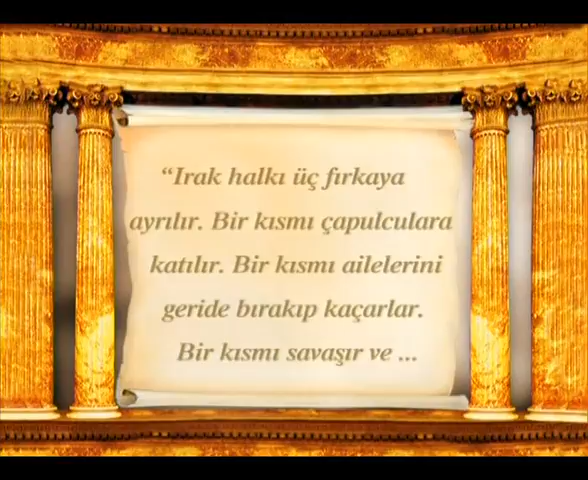 “Irak halkı üç fırkaya
ayrılır. Bir kısmı çapulculara
katılır. Bir kısmı ailelerini
geride bırakıp kaçarlar.
Bir kısmı savaşır ve ...